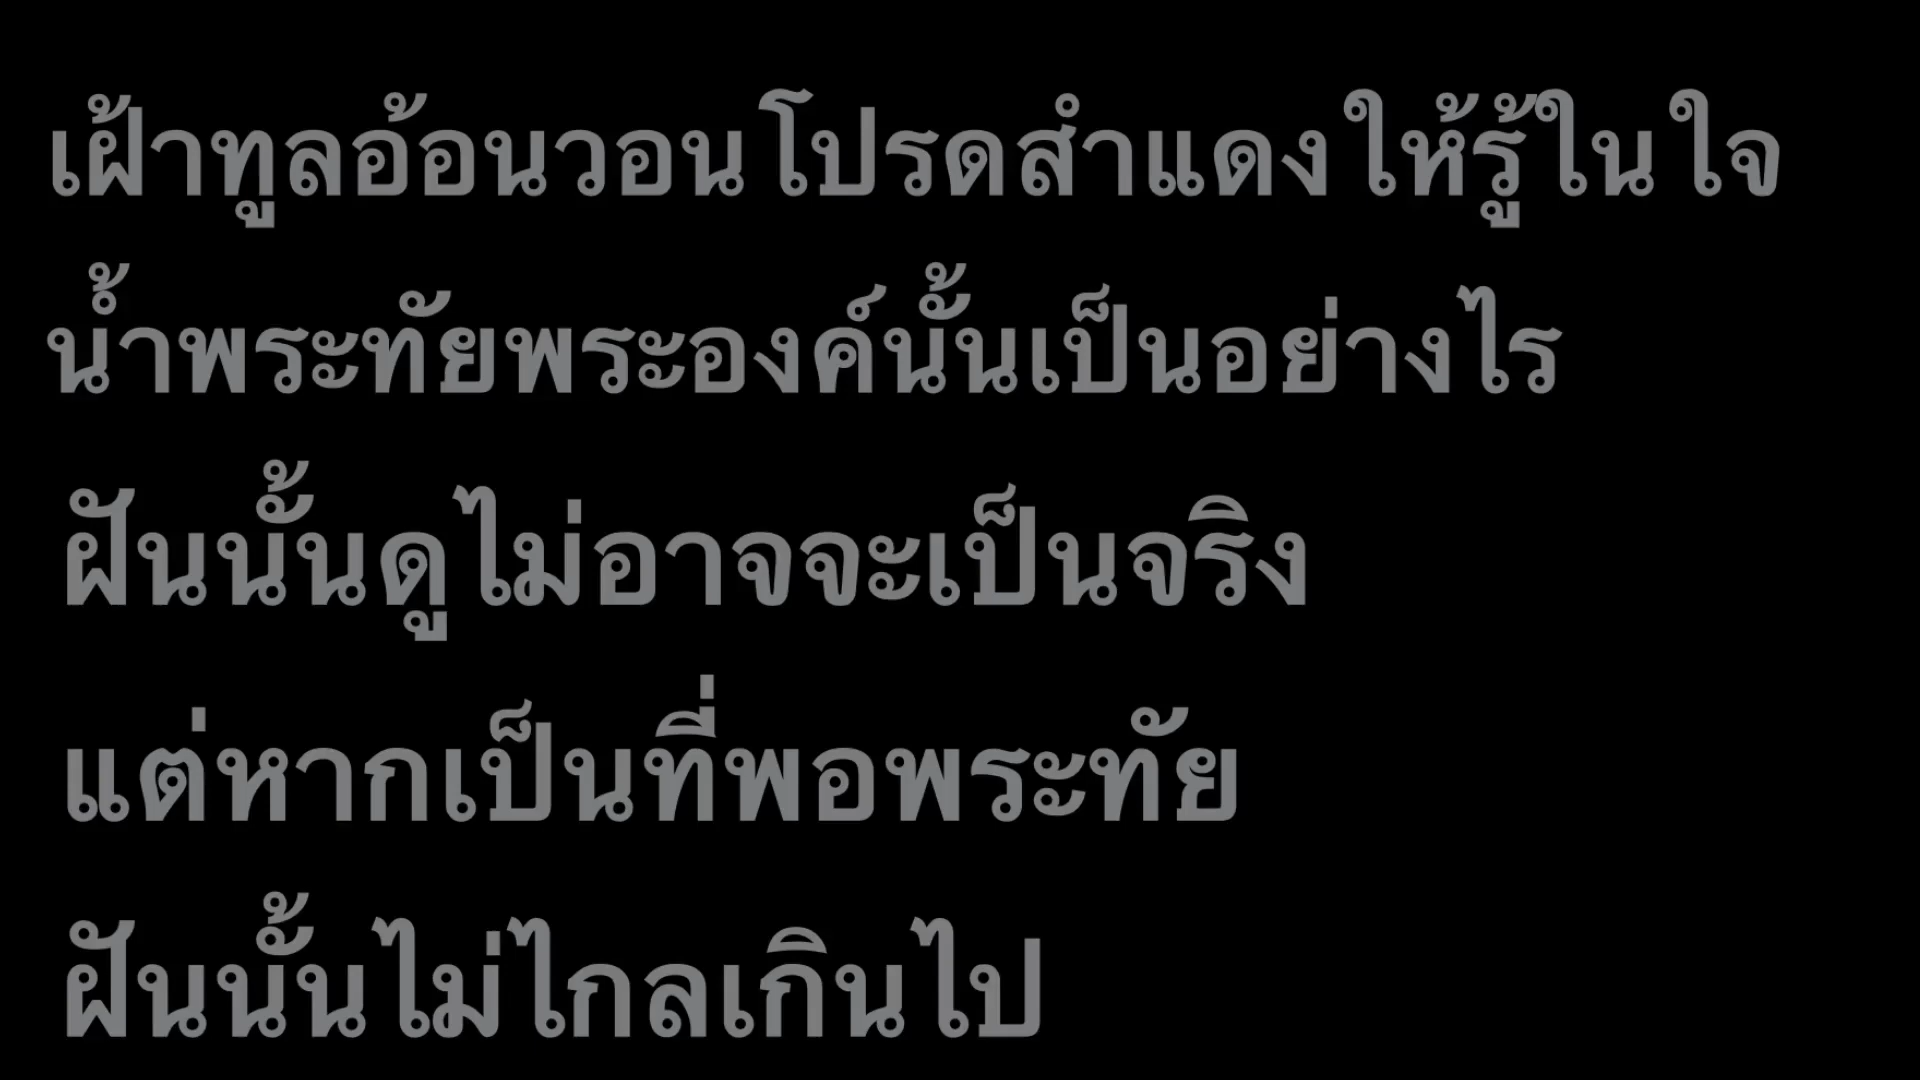 เฝ้าทูลอ้อนวอนโปรดสำแดงให้รู้ในใจ
น้ำพระทัยพระองค์นั้นเป็นอย่างไร
ฝันนั้นดูไม่อาจจะเป็นจริง
แต่หากเป็นที่พอพระทัย
ฝันนั้นไม่ไกลเกินไป